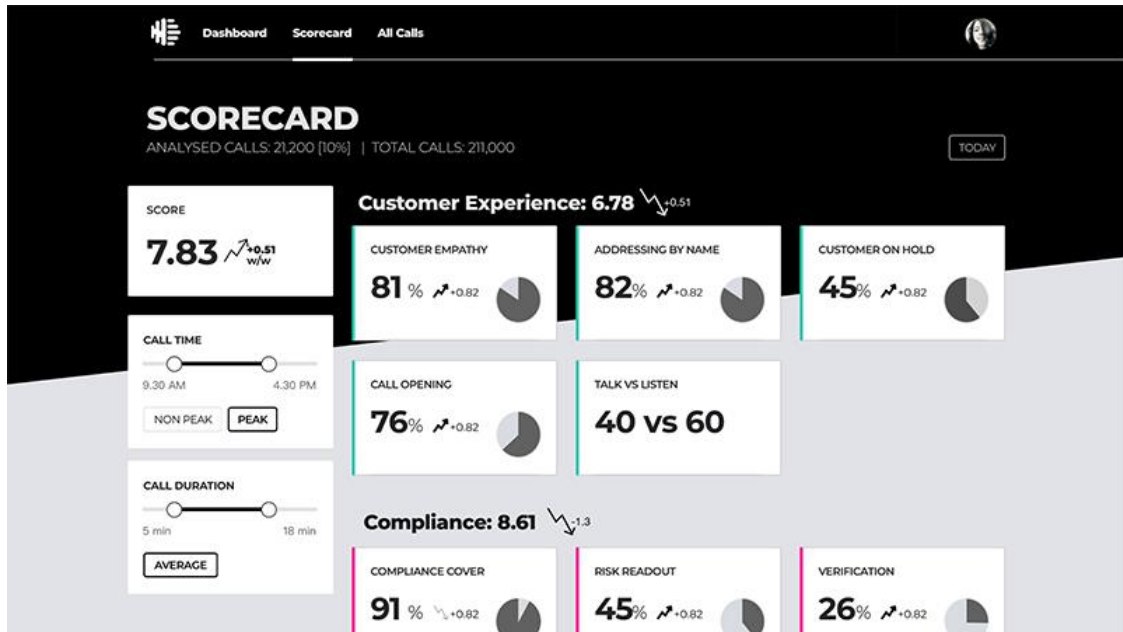 Dashboard Scorecard All Calls
SCORECARD
ANALYSED CALLS: 21,200 [10%] | TOTAL CALLS: 211,000
TODAY
SCORE
7.83 +0.51 w/w
CALL TIME
9.30 AM 4.30 PM
NON PEAK PEAK
CALL DURATION
5 min 18 min
AVERAGE
Customer Experience: 6.78 +0.51
CUSTOMER EMPATHY
81 % +0.82
ADDRESSING BY NAME
82% +0.82
CUSTOMER ON HOLD
45% +0.82
CALL OPENING
76% +0.82
TALK VS LISTEN
40 vs 60
Compliance: 8.61 -1.3
COMPLIANCE COVER
91 % +0.82
RISK READOUT
45% +0.82
VERIFICATION
26% +0.82